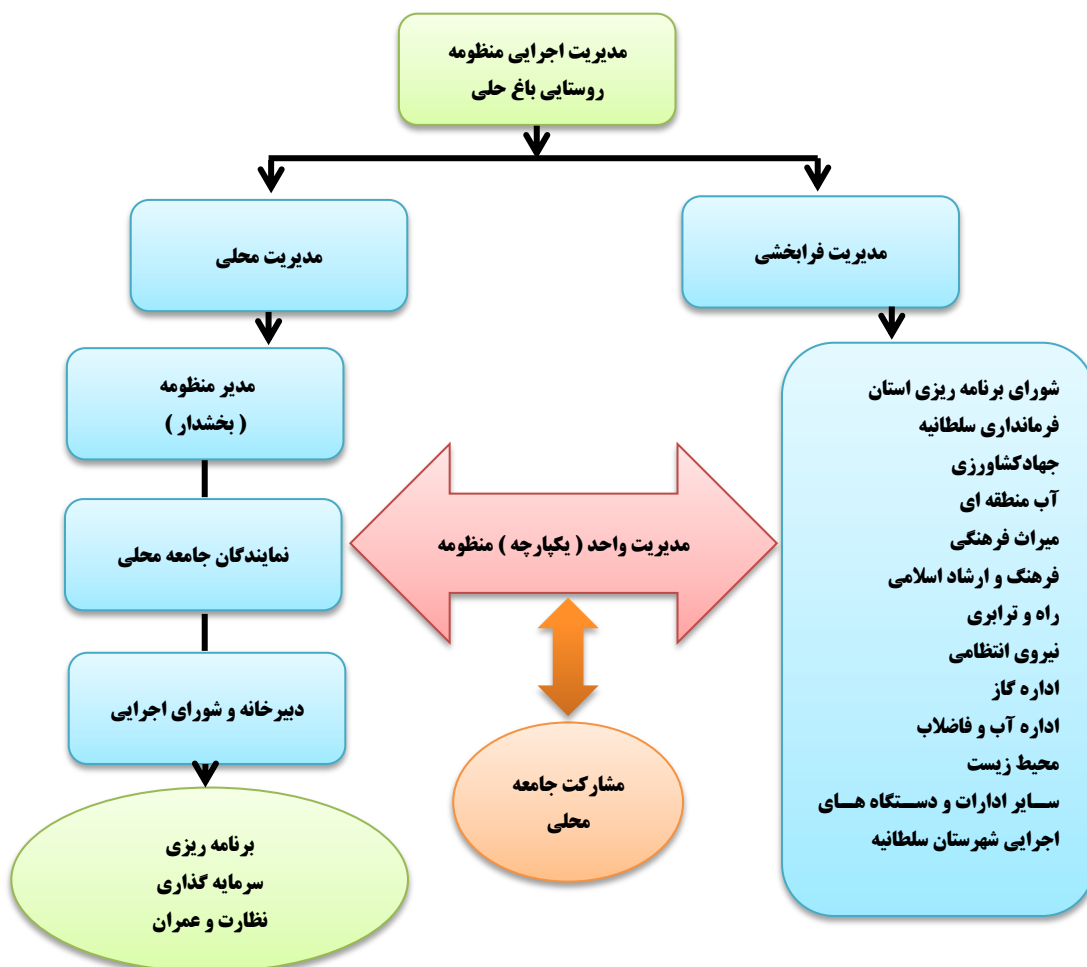 مدیریت اجرایی منظومه
روستایی باغ حلی
مدیریت فرابخشی
مدیریت محلی
شورای برنامه ریزی استان
فرمانداری سلطانیه
جهادکشاورزی
آب منطقه ای
میراث فرهنگی
فرهنگ و ارشاد اسلامی
راه و ترابری
نیروی انتظامی
اداره گاز
اداره آب و فاضلاب
محیط زیست
ســایر ادارات و دســتگاه هــای
اجرایی شهرستان سلطانیه
مدیریت واحد ( یکپارچه ) منظومه
مشارکت جامعه
محلی
مدیر منظومه
( بخشدار )
نمایندگان جامعه محلی
دبیرخانه و شورای اجرایی
برنامه ریزی
سرمایه گذاری
نظارت و عمران